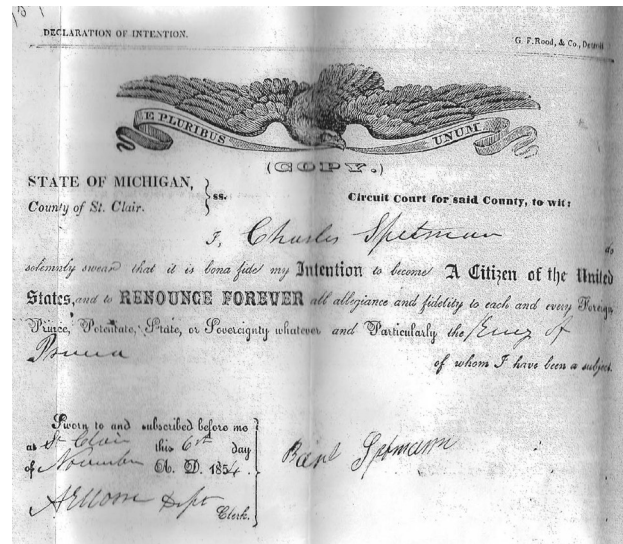 DECLARATION OF INTENTION.
G. F. Rood, & Co., Detroit
E PLURIBUS UNUM
(COPY.)
STATE OF MICHIGAN,
County of St. Clair.
ss.
Circuit Court for said County, to wit:
I, Charles Spetman do
solemnly swear that it is bona fide my Intention to become A Citizen of the United
States, and to RENOUNCE FOREVER all allegiance and fidelity to each and every Foreign
Prince, Potentate, State, or Sovereignty whatever and Particularly the King of
of whom I have been a subject.
Sworn to and subscribed before me
at St Clair this 6 day
of November A. D. 1854.
Clerk.